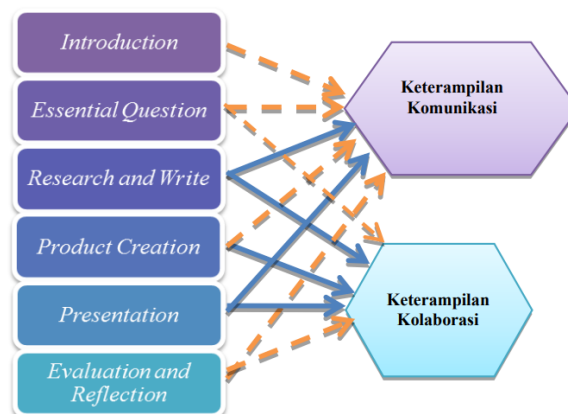 Introduction
Essential Question
Research and Write
Product Creation
Presentation
Evaluation and
Reflection
Keterampilan
Komunikasi
Keterampilan
Kolaborasi